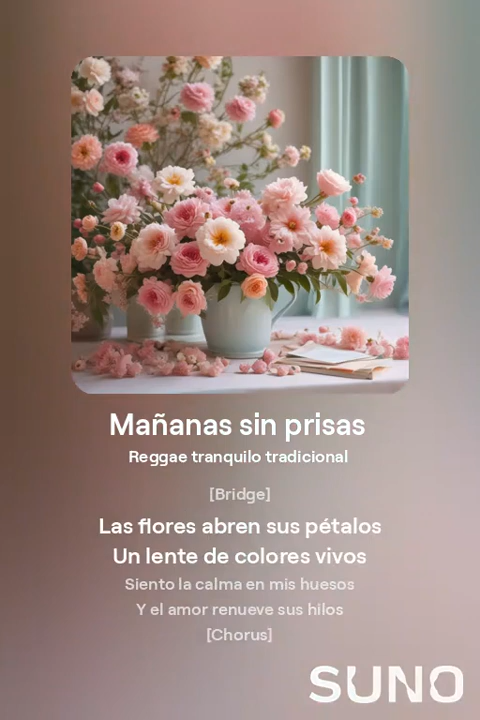 Mañanas sin prisas
Reggae tranquilo tradicional
[Bridge]
Las flores abren sus pétalos
Un lente de colores vivos
Siento la calma en mis huesos
Y el amor renueve sus hilos
[Chorus]
SUNO